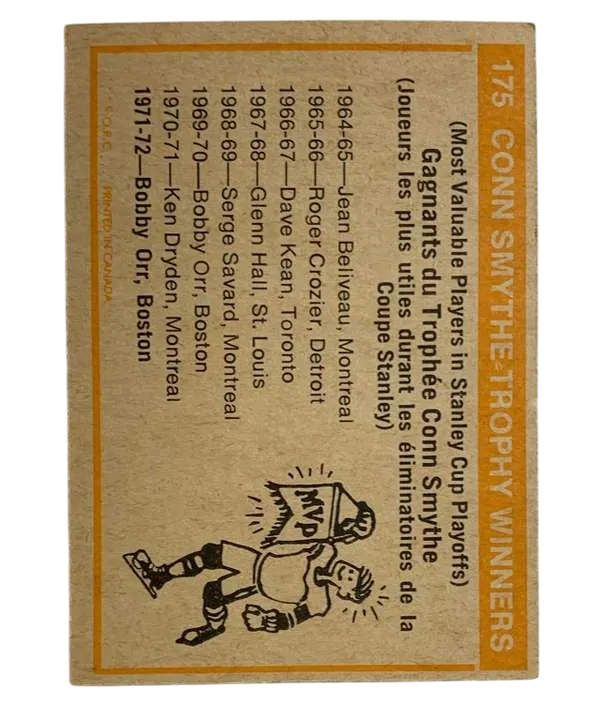 175 CONN SMYTHE TROPHY WINNERS
(Most Valuable Players in Stanley Cup Playoffs)
Gagnants du Trophée Conn Smythe
(Joueurs les plus utiles durant les éliminatoires de la
Coupe Stanley)
1964-65—Jean Beliveau, Montreal
1965-66—Roger Crozier, Detroit
1966-67—Dave Kean, Toronto
1967-68—Glenn Hall, St. Louis
1968-69—Serge Savard, Montreal
1969-70—Bobby Orr, Boston
1970-71—Ken Dryden, Montreal
1971-72—Bobby Orr, Boston
MVP
O.P.C. PRINTED IN CANADA